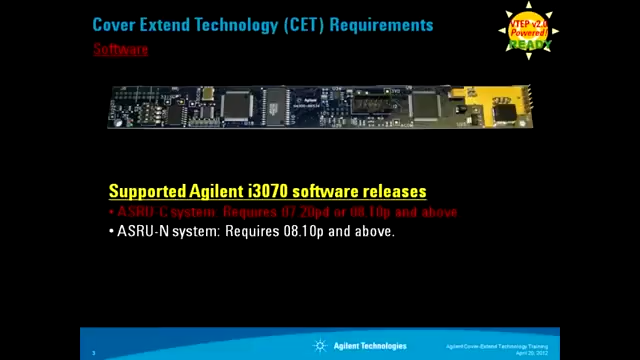 Cover Extend Technology (CET) Requirements
Software
VTEP v2.0
Powered!
READY
Agilent
Supported Agilent i3070 software releases
• ASRU-C system: Requires 07.20pd or 08.10p and above
• ASRU-N system: Requires 08.10p and above.
3
Agilent Technologies
Agilent Cover-Extend Technology Training
April 20, 2012